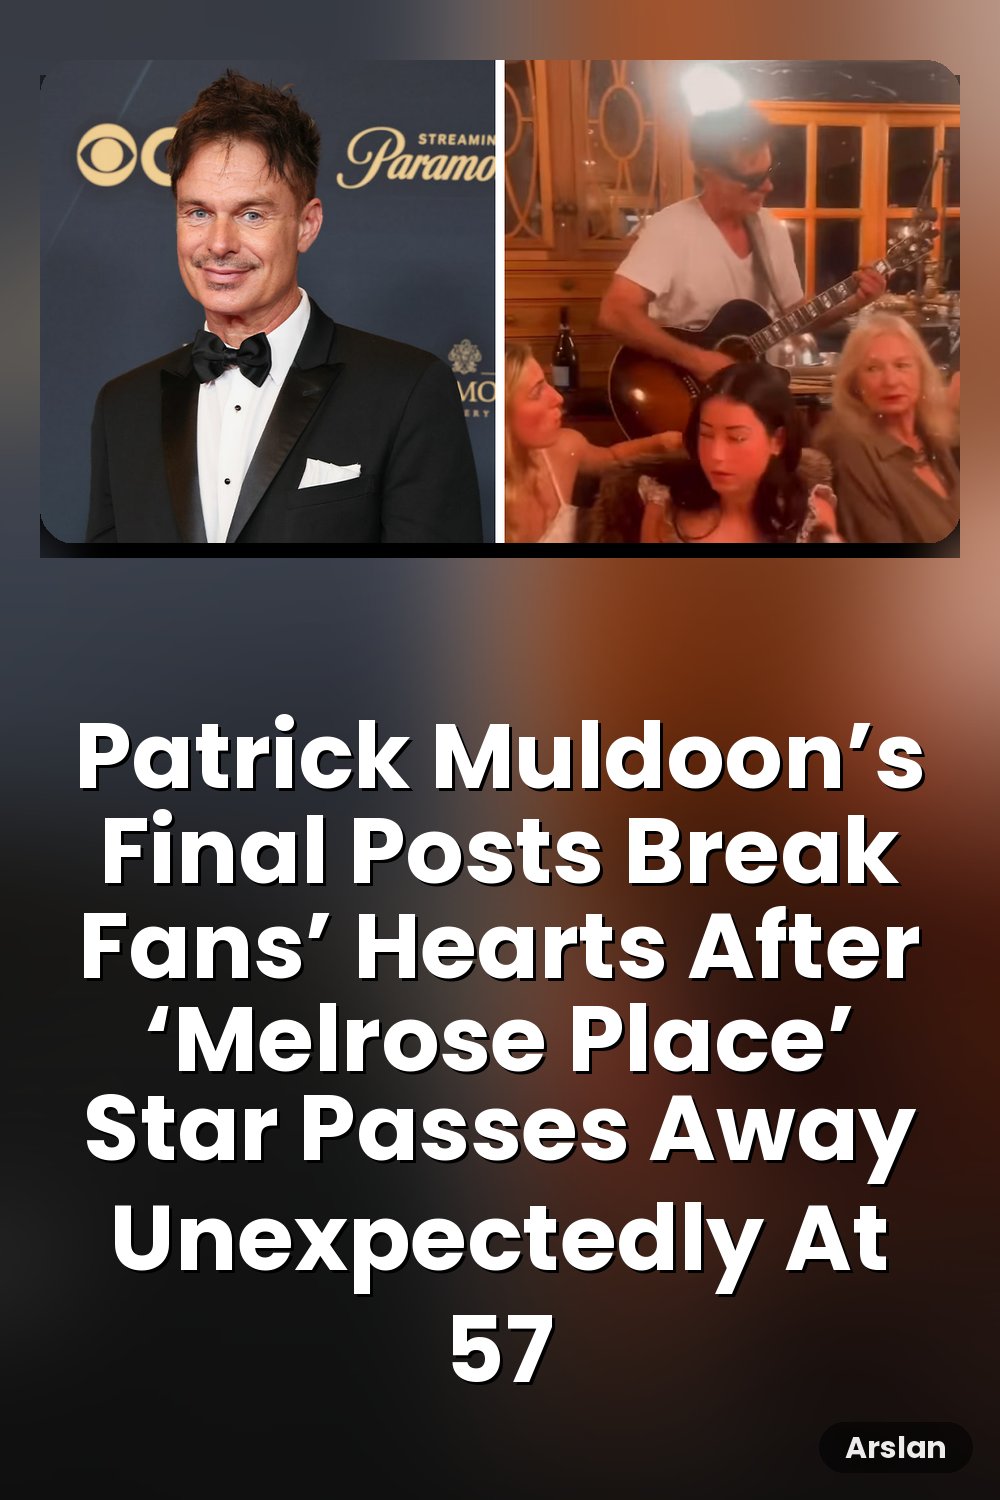 STREAMIN
Paramo
MO
ERY
Patrick Muldoon’s
Final Posts Break
Fans’ Hearts After
‘Melrose Place’
Star Passes Away
Unexpectedly At
57
Arslan